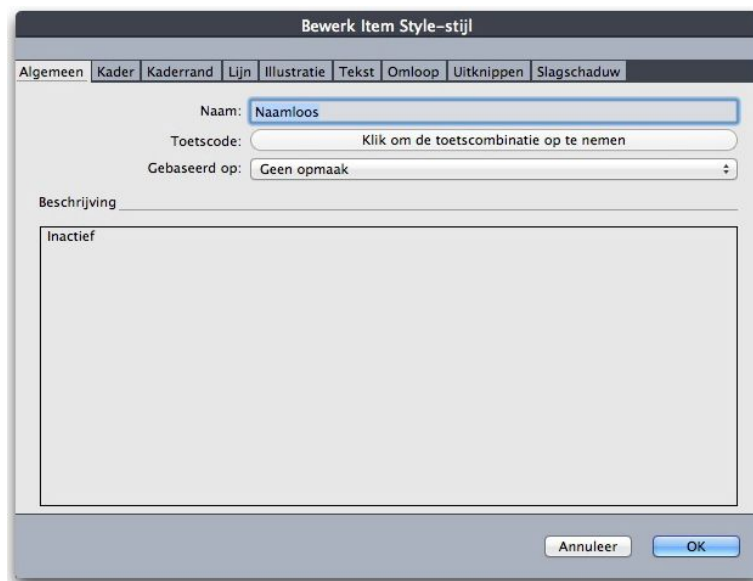 Bewerk Item Style-stijl
Algemeen Kader Kaderrand Lijn Illustratie Tekst Omloop Uitknippen Slagschaduw
Naam: Naamloos
Toetscode: Klik om de toetscombinatie op te nemen
Gebaseerd op: Geen opmaak
Beschrijving
Inactief
Annuleer OK